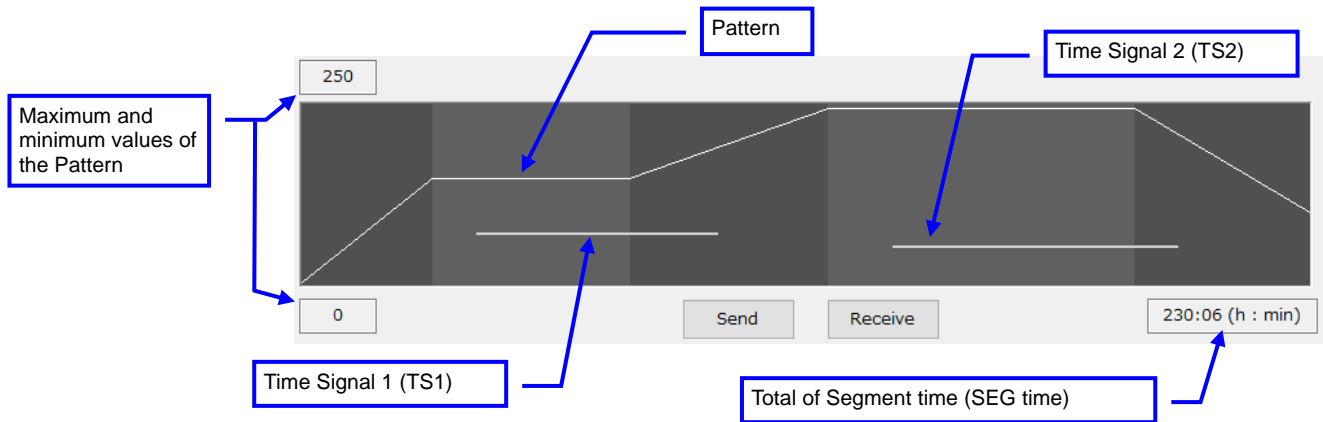 Pattern
Time Signal 2 (TS2)
250
Maximum and
minimum values of
the Pattern
0
Send
Receive
230:06 (h : min)
Time Signal 1 (TS1)
Total of Segment time (SEG time)